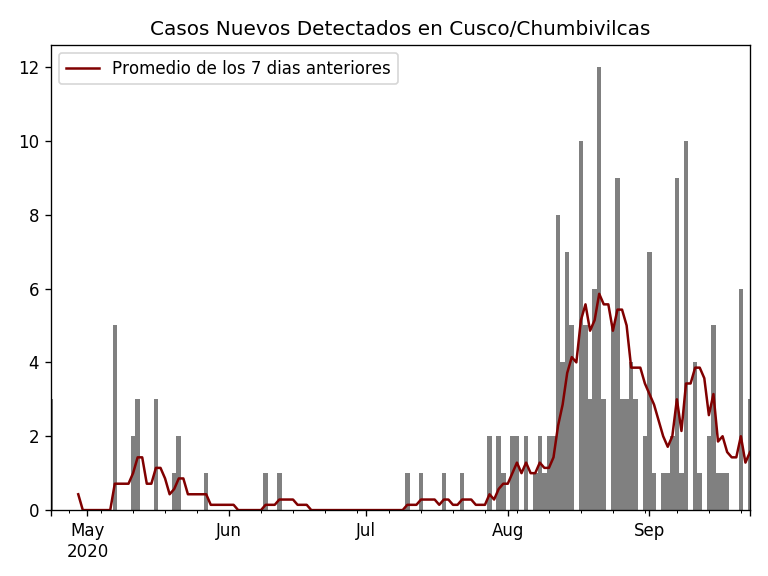 Casos Nuevos Detectados en Cusco/Chumbivilcas
Promedio de los 7 dias anteriores
12
10
8
6
4
2
0
May Jun Jul Aug Sep
2020